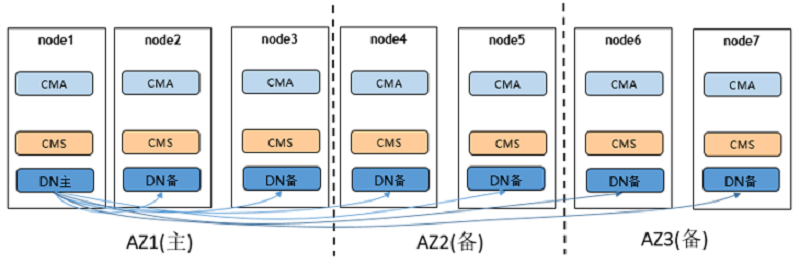 node1 node2 node3 node4 node5 node6 node7
CMA CMA CMA CMA CMA CMA CMA
CMS CMS CMS CMS CMS CMS CMS
DN主 DN备 DN备 DN备 DN备 DN备 DN备
AZ1(主) AZ2(备) AZ3(备)